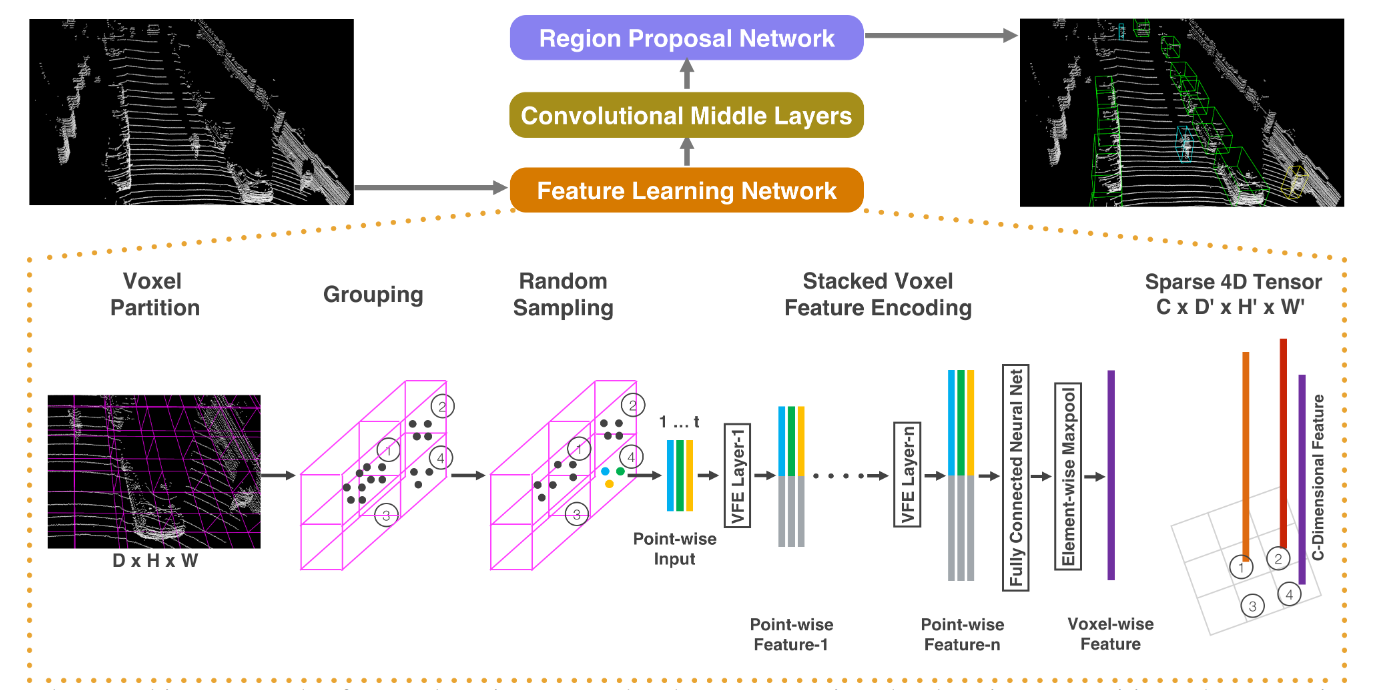 Region Proposal Network
Convolutional Middle Layers
Feature Learning Network
Voxel
Partition
Grouping
Random
Sampling
Stacked Voxel
Feature Encoding
Sparse 4D Tensor
C x D' x H' x W'
D x H x W
1
2
3
4
1
2
3
4
1 ... t
Point-wise
Input
VFE Layer-1
Point-wise
Feature-1
VFE Layer-n
Point-wise
Feature-n
Fully Connected Neural Net
Element-wise Maxpool
Voxel-wise
Feature
1
2
3
4
C-Dimensional Feature